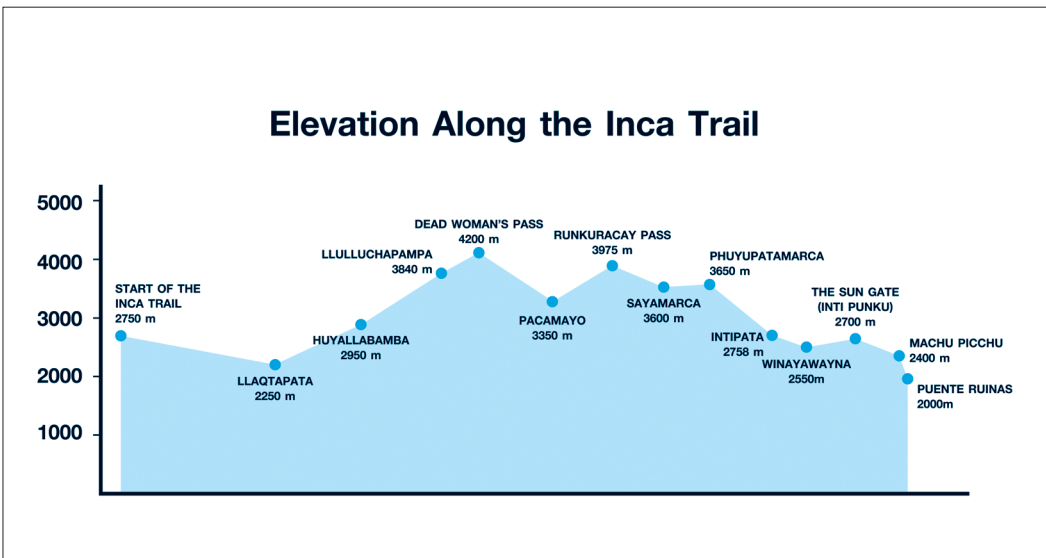 Elevation Along the Inca Trail
5000
4000
3000
2000
1000
START OF THE
INCA TRAIL
2750 m
LLAQTAPATA
2250 m
HUYALLABAMBA
2950 m
LLULLUCHAPAMPA
3840 m
DEAD WOMAN'S PASS
4200 m
PACAMAYO
3350 m
RUNKURACAY PASS
3975 m
SAYAMARCA
3600 m
PHUYUPATAMARCA
3650 m
INTIPATA
2758 m
WINAYAWAYNA
2550m
THE SUN GATE
(INTI PUNKU)
2700 m
MACHU PICCHU
2400 m
PUENTE RUINAS
2000m